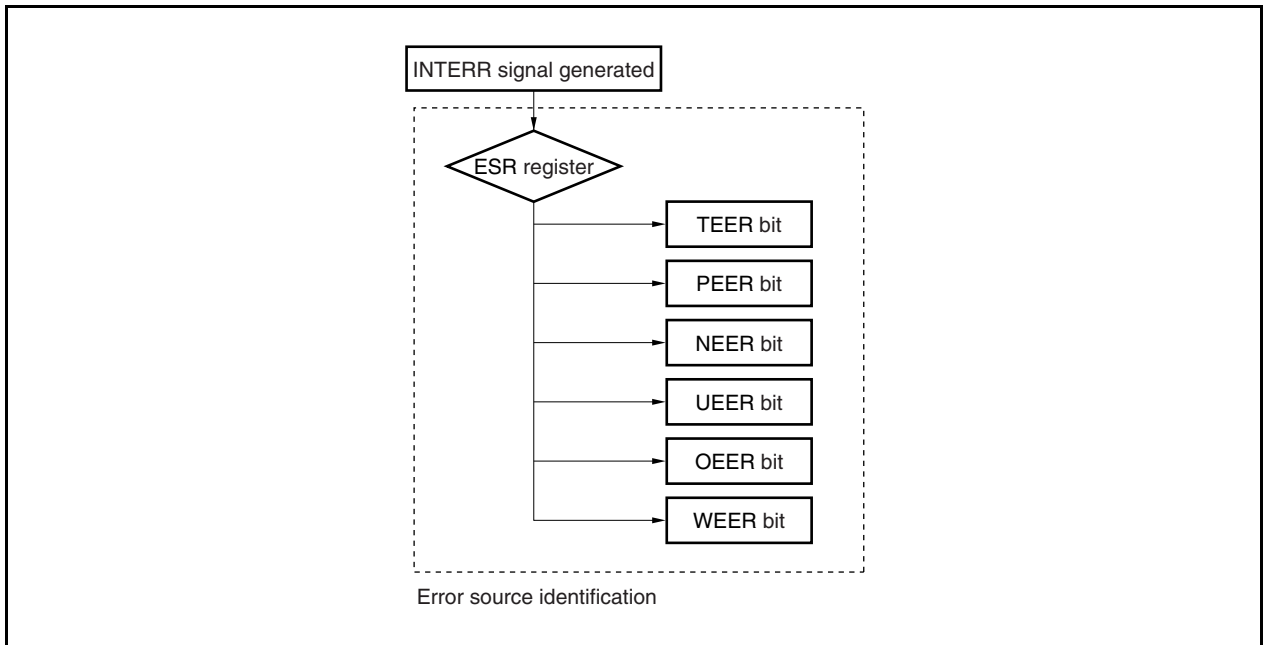 INTERR signal generated
ESR register
TEER bit
PEER bit
NEER bit
UEER bit
OEER bit
WEER bit
Error source identification